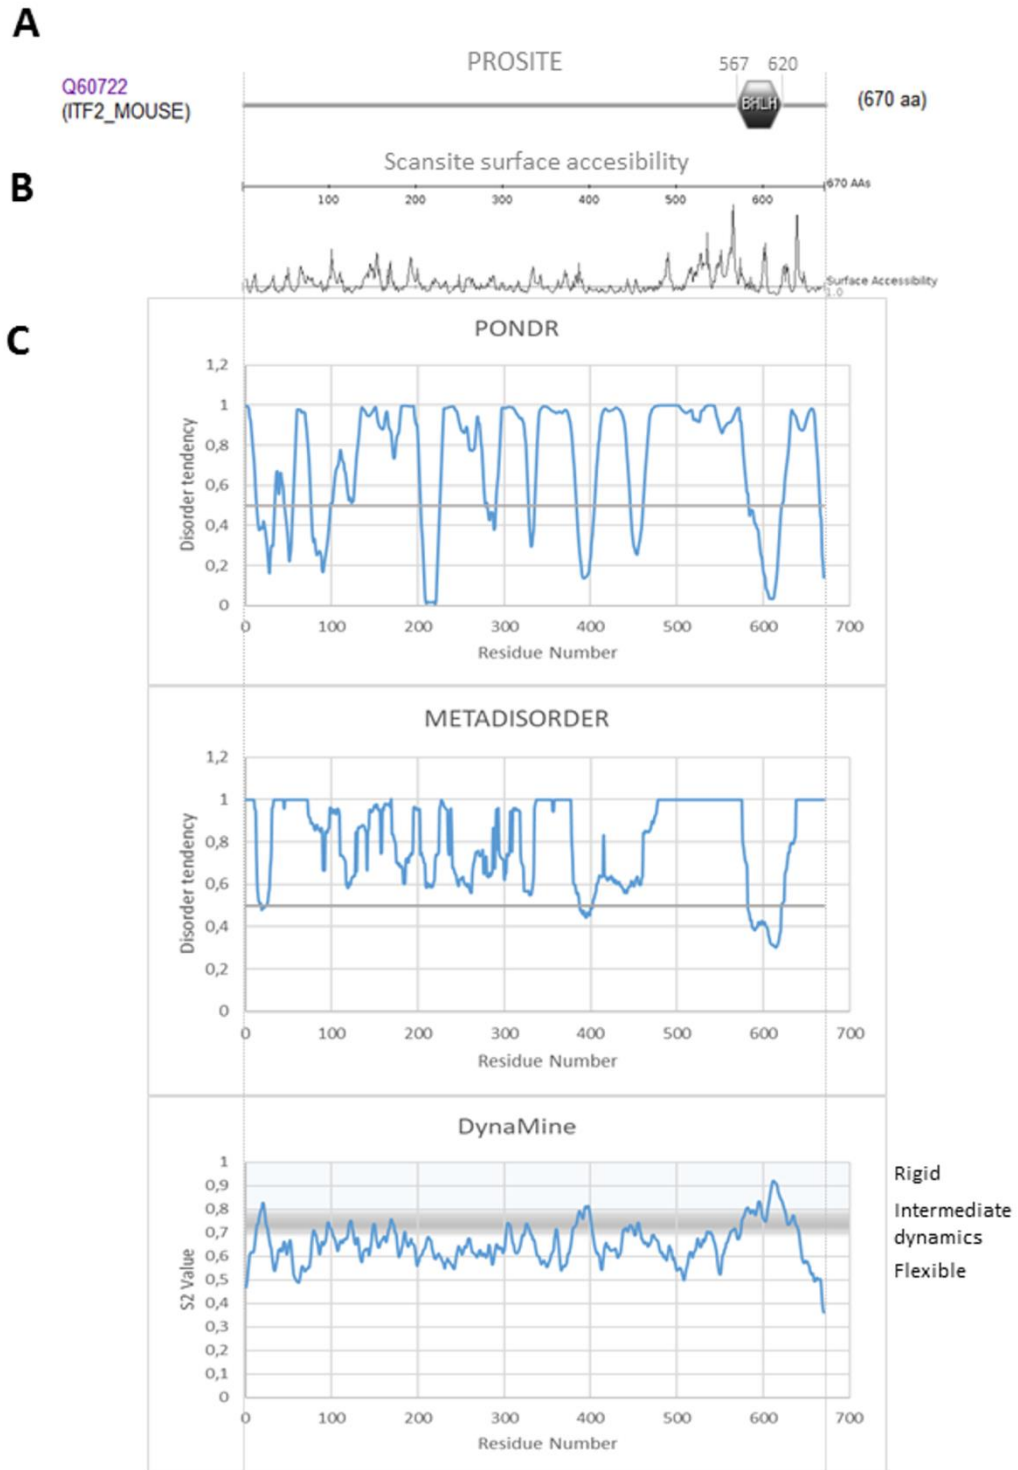 A
PROSITE
567 620
Q60722
(ITF2_MOUSE)
BHLH
(670 aa)
Scansite surface accesibility
B
670 AAs
100 200 300 400 500 600
Surface Accessibility
1.0
C
PONDR
1,2
1
0,8
0,6
0,4
0,2
0
Disorder tendency
0 100 200 300 400 500 600 700
Residue Number
METADISORDER
1,2
1
0,8
0,6
0,4
0,2
0
Disorder tendency
0 100 200 300 400 500 600 700
Residue Number
DynaMine
1
0,9
0,8
0,7
0,6
0,5
0,4
0,3
0,2
0,1
0
S2 Value
Rigid
Intermediate
dynamics
Flexible
0 100 200 300 400 500 600 700
Residue Number